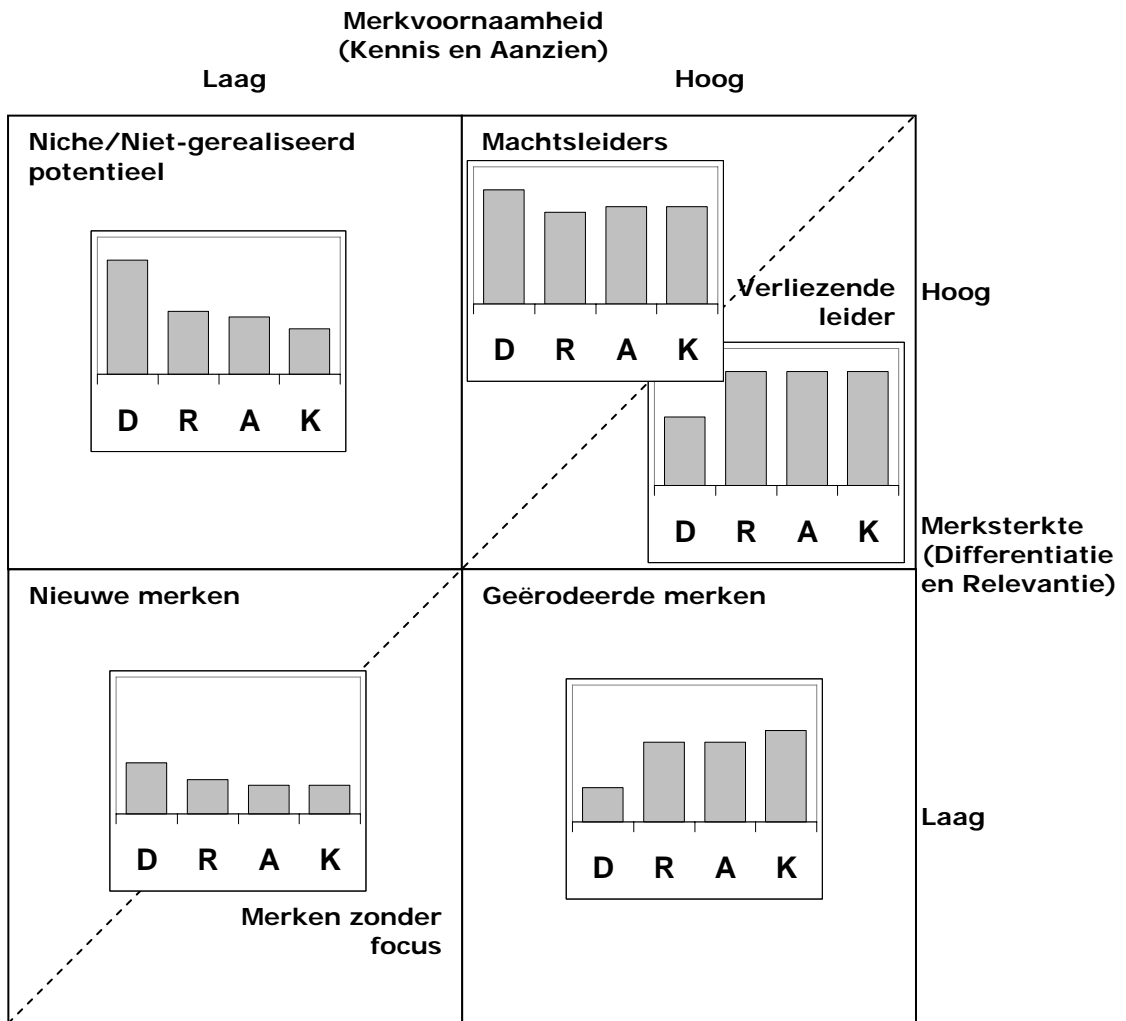 Merkvoornaamheid
(Kennis en Aanzien)
Laag
Hoog
Niche/Niet-gerealiseerd
potentieel
D R A K
Machtsleiders
D R A K
Verliezende
leider
D R A K
Hoog
Merksterkte
(Differentiatie
en Relevantie)
Nieuwe merken
D R A K
Merken zonder
focus
Geërodeerde merken
D R A K
Laag